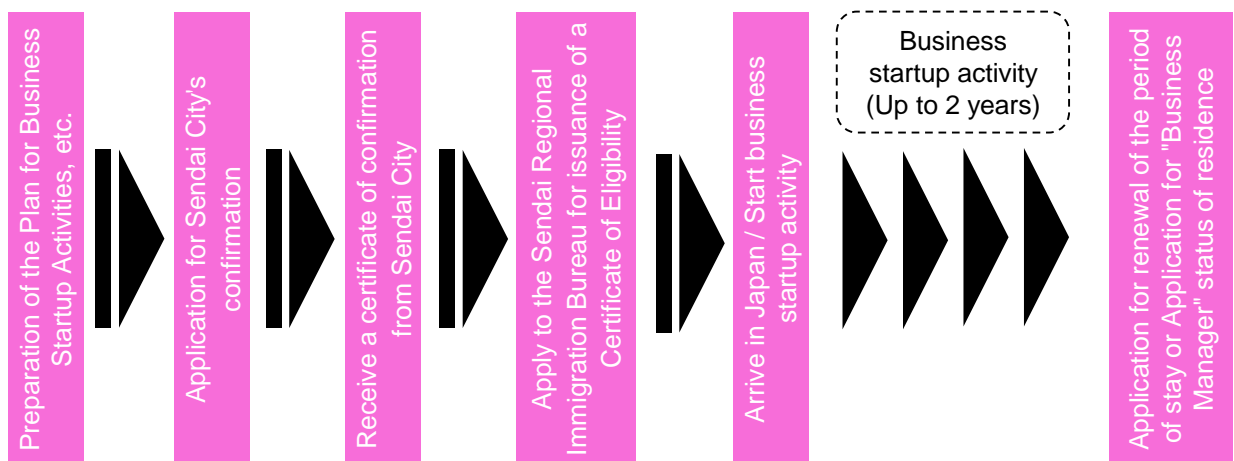 Preparation of the Plan for Business
Startup Activities, etc.
Application for Sendai City's
confirmation
Receive a certificate of confirmation
from Sendai City
Apply to the Sendai Regional
Immigration Bureau for issuance of a
Certificate of Eligibility
Arrive in Japan / Start business
startup activity
Business
startup activity
(Up to 2 years)
Application for renewal of the period
of stay or Application for "Business
Manager" status of residence